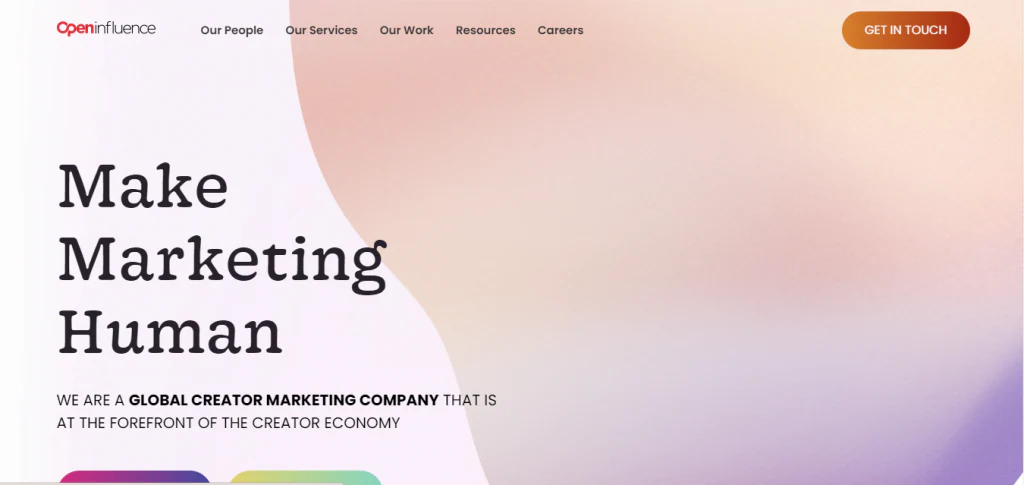 Openinfluence
Our People
Our Services
Our Work
Resources
Careers
GET IN TOUCH
Make
Marketing
Human
WE ARE A GLOBAL CREATOR MARKETING COMPANY THAT IS
AT THE FOREFRONT OF THE CREATOR ECONOMY